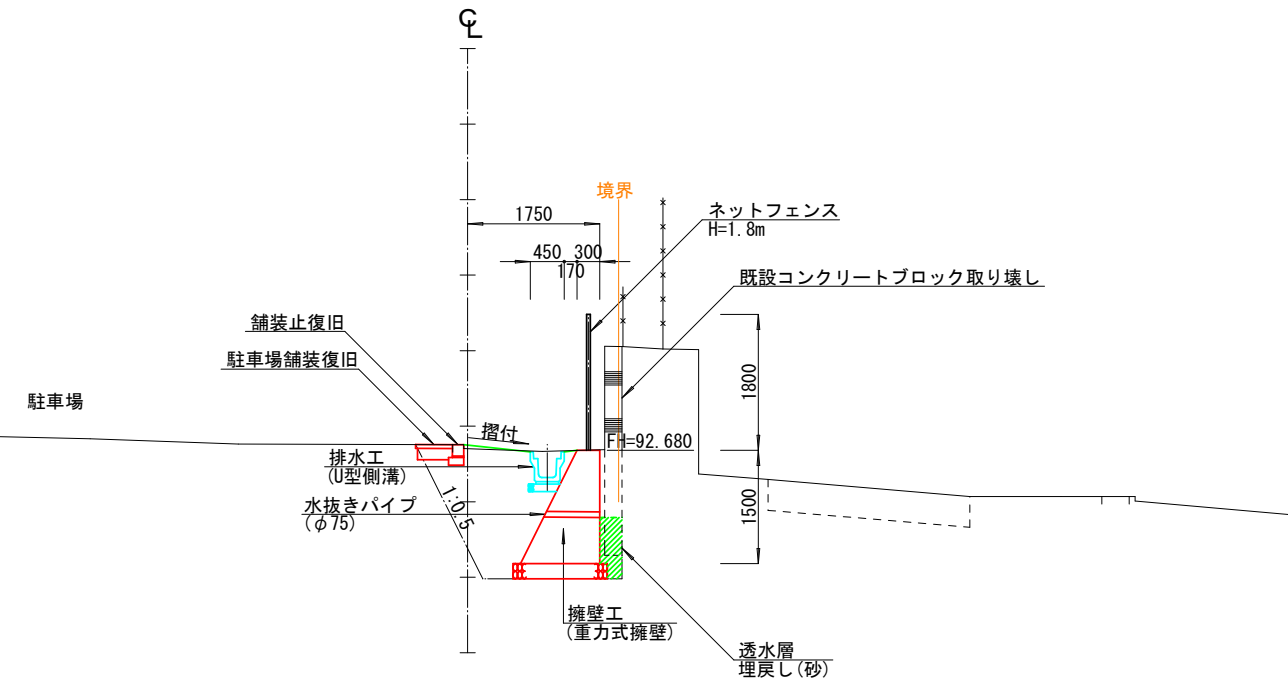 ℄
境界
1750
ネットフェンス
H=1.8m
450 300
170
既設コンクリートブロック取り壊し
舗装止復旧
駐車場舗装復旧
1800
駐車場
摺付
FH=92.680
排水工
(U型側溝)
1:0.5
水抜きパイプ
(φ75)
1500
擁壁工
(重力式擁壁)
透水層
埋戻し(砂)